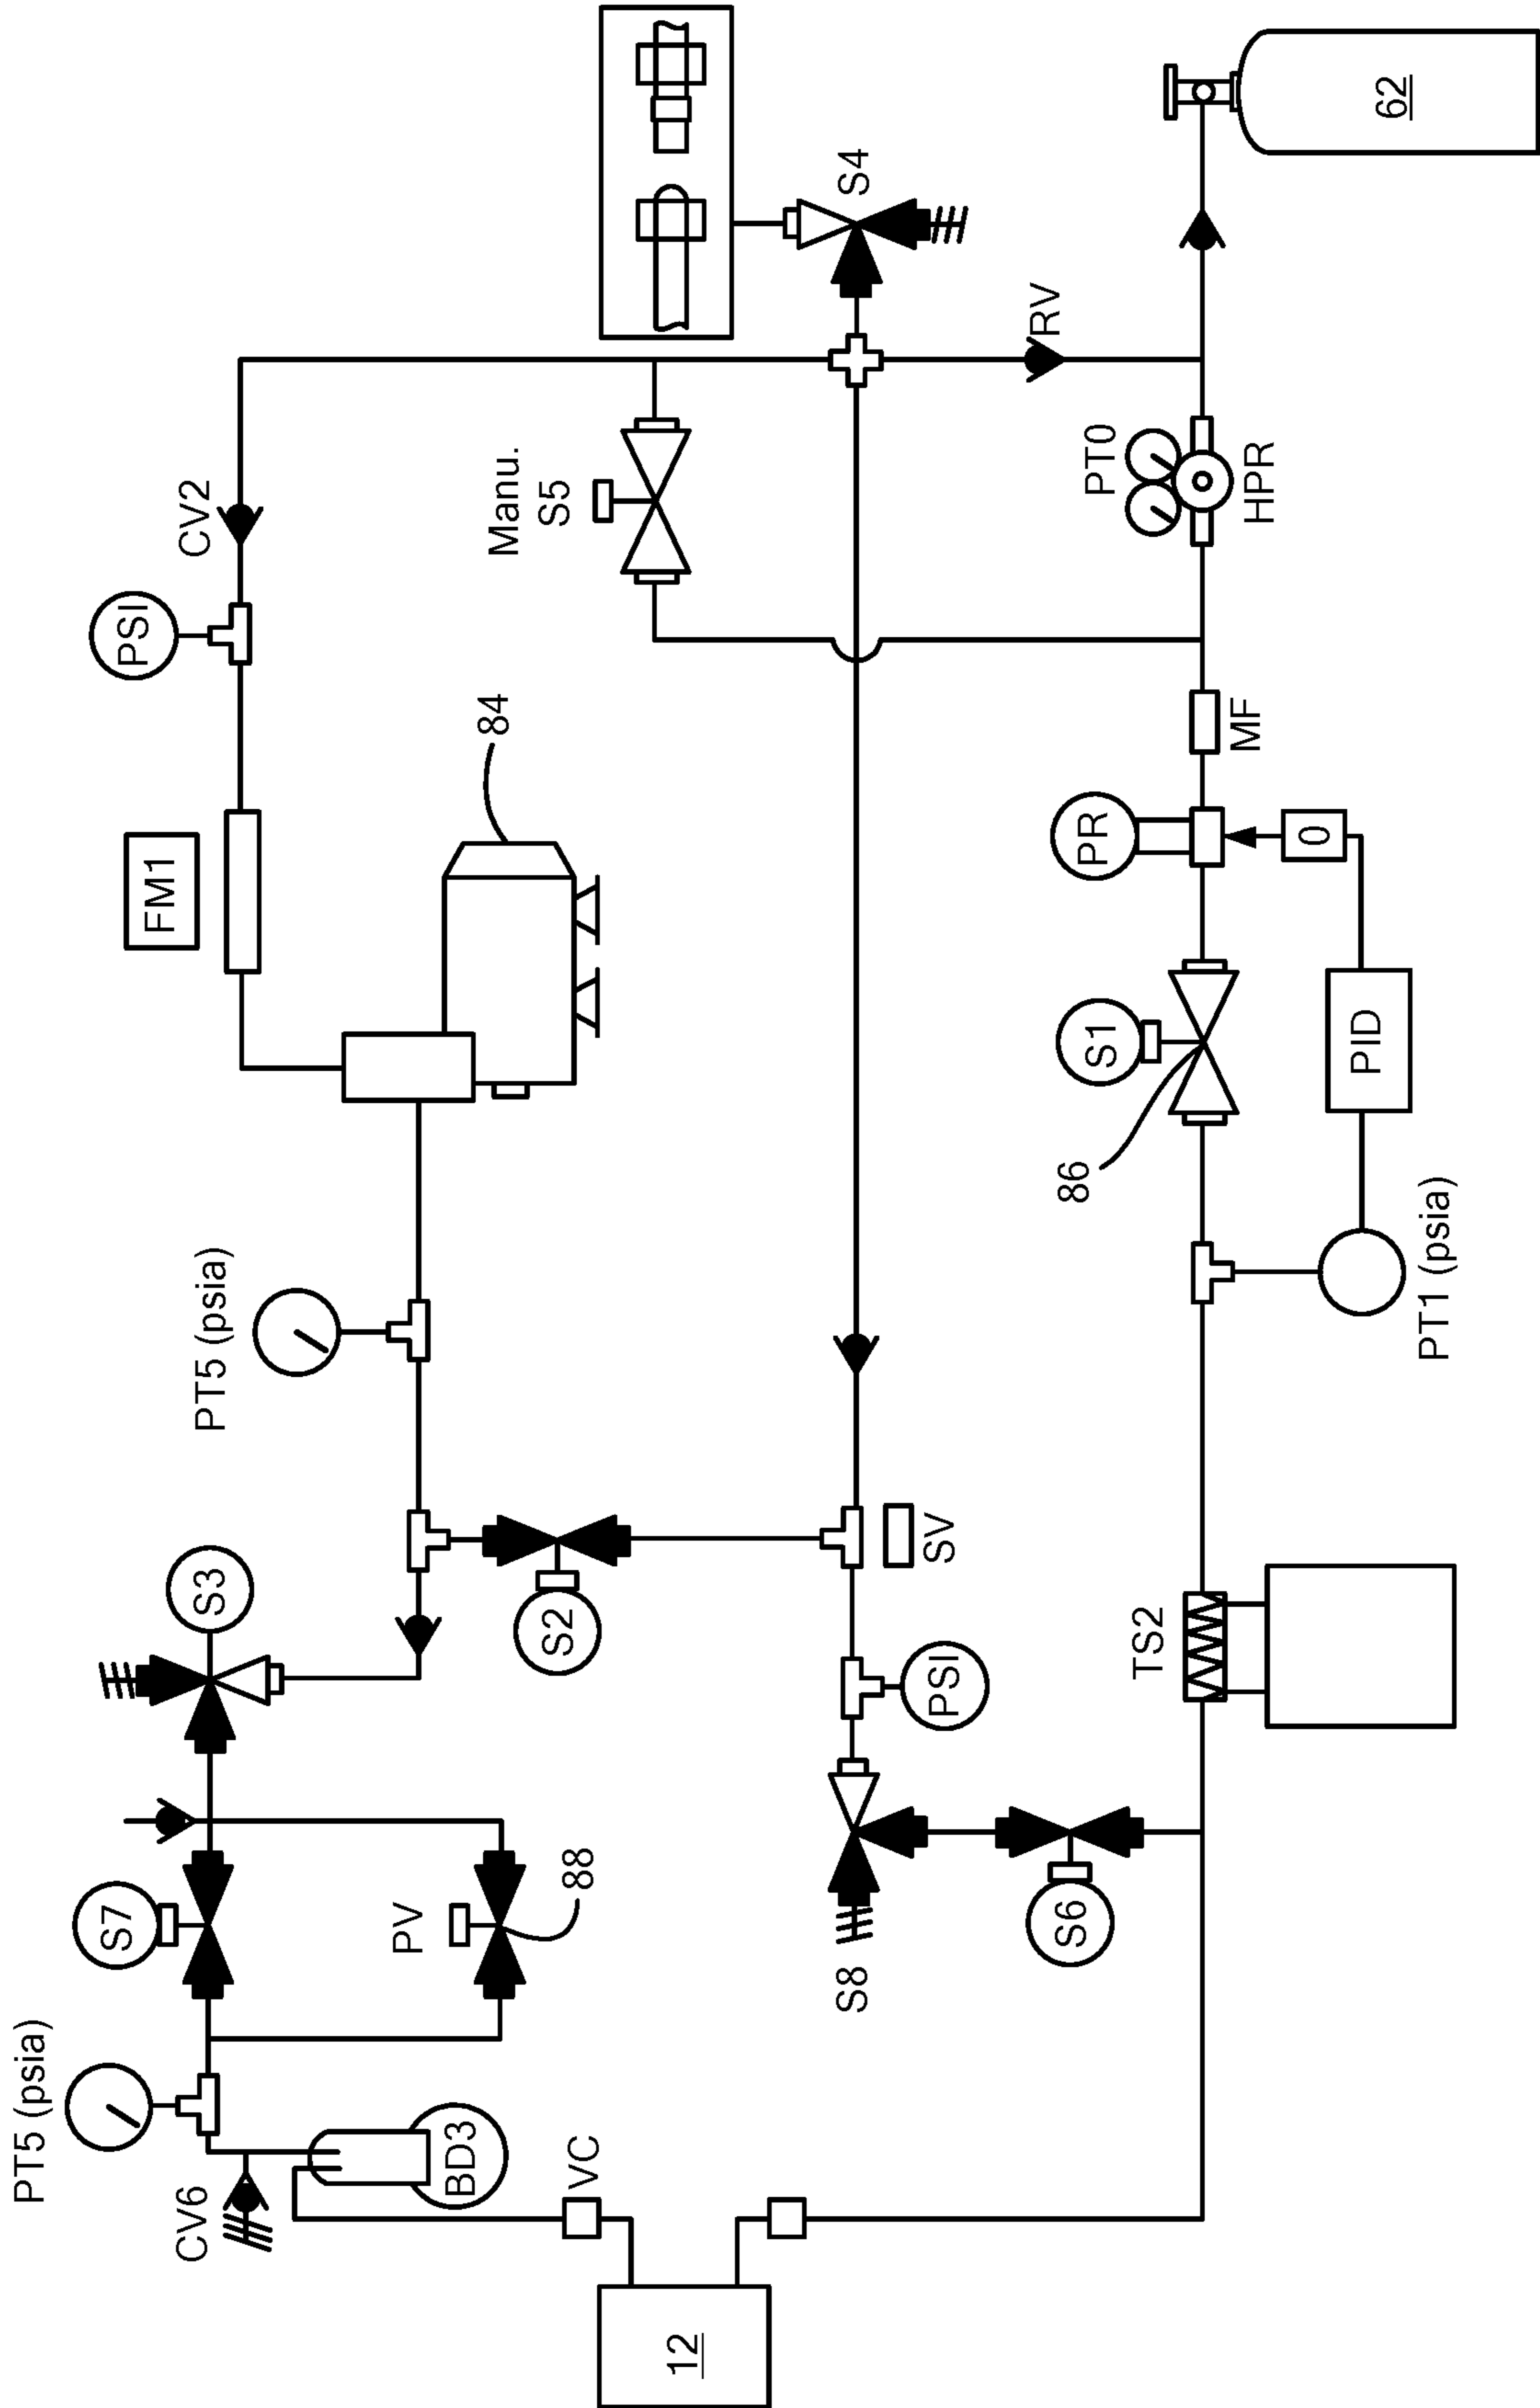 PT5 (psia)
S7
PSI
FM1
CV6
S3
PT5 (psia)
CV2
PV
BD3
84
Manu.
S5
VC
88
S2
12
S8
S4
PSI
SV
RV
S6
86
S1
PR
PT0
TS2
MF
HPR
0
PID
62
PT1 (psia)